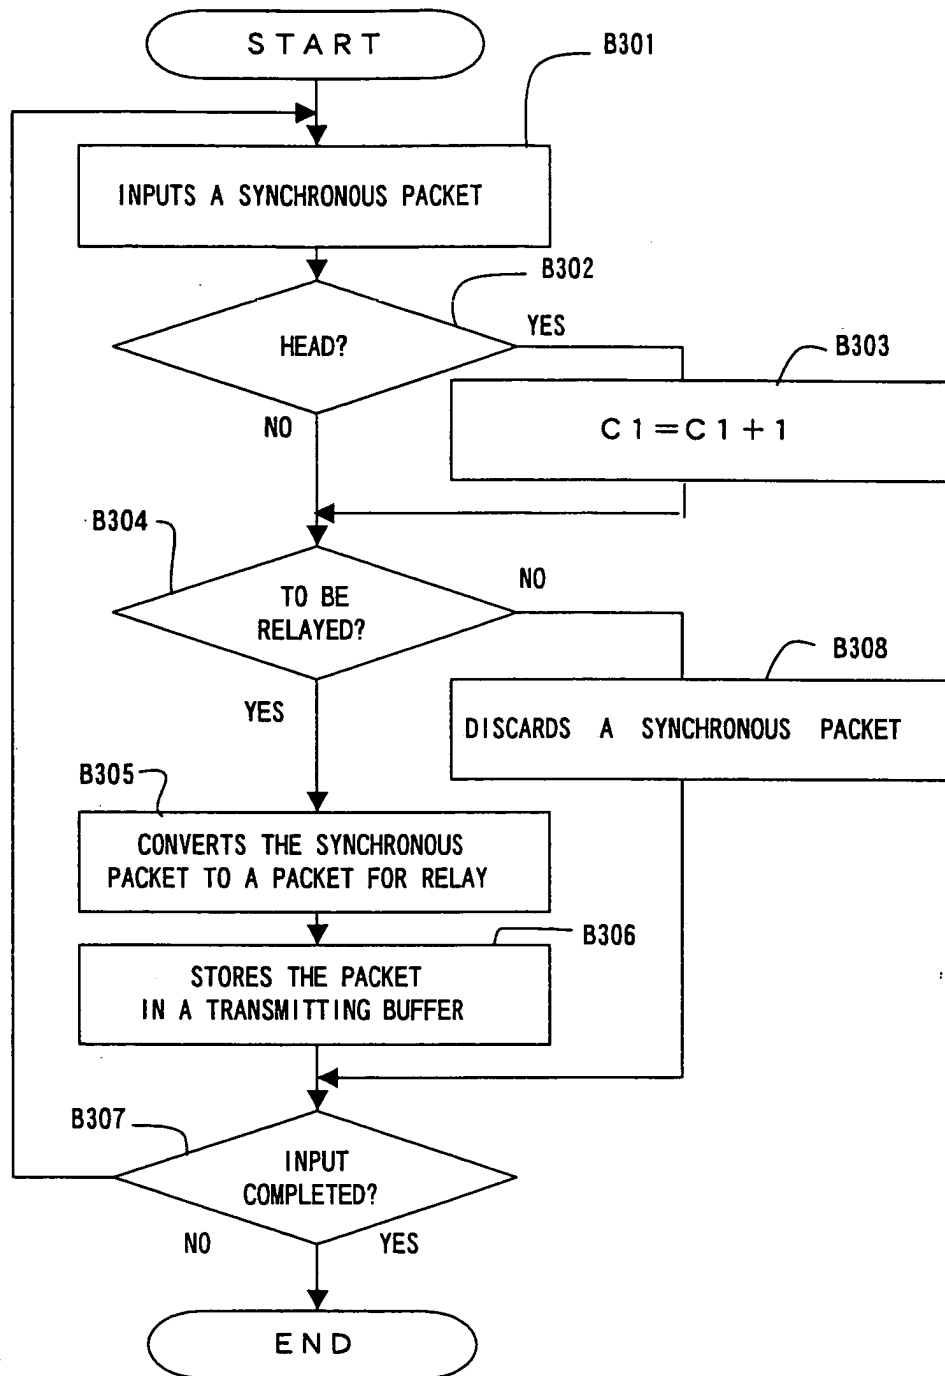 START
B301
INPUTS A SYNCHRONOUS PACKET
B302
HEAD?
YES
NO
B303
C1=C1+1
B304
TO BE
RELAYED?
NO
YES
B308
DISCARDS A SYNCHRONOUS PACKET
B305
CONVERTS THE SYNCHRONOUS
PACKET TO A PACKET FOR RELAY
B306
STORES THE PACKET
IN A TRANSMITTING BUFFER
B307
INPUT
COMPLETED?
NO
YES
END